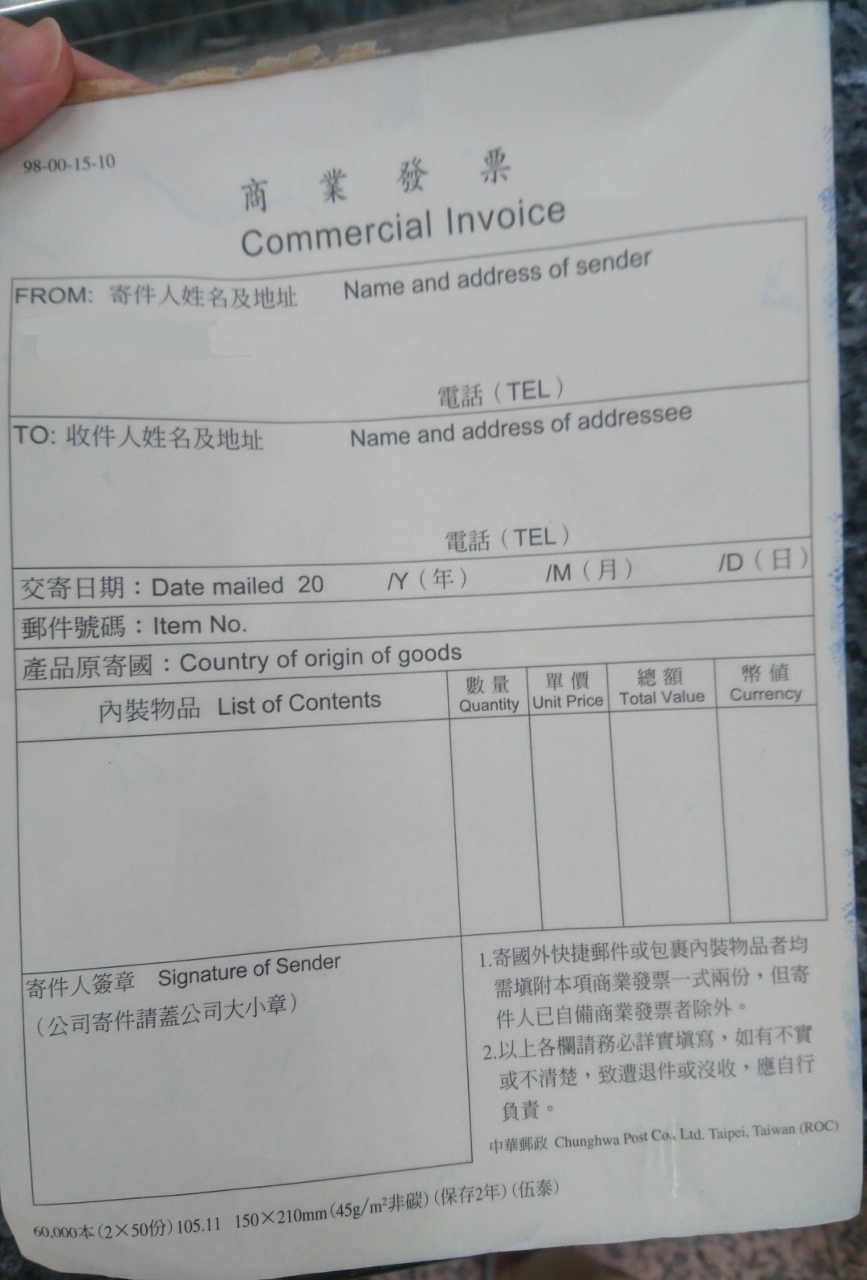 98-00-15-10
商業發票
Commercial Invoice
FROM: 寄件人姓名及地址 Name and address of sender
電話（TEL）
TO: 收件人姓名及地址 Name and address of addressee
電話（TEL）
交寄日期：Date mailed 20 /Y（年） /M（月） /D（日）
郵件號碼：Item No.
產品原寄國：Country of origin of goods
內裝物品 List of Contents
數量
Quantity
單價
Unit Price
總額
Total Value
幣值
Currency
寄件人簽章 Signature of Sender
（公司寄件請蓋公司大小章）
1.寄國外快捷郵件或包裹內裝物品者均
需填附本項商業發票一式兩份，但寄
件人已自備商業發票者除外。
2.以上各欄請務必詳實填寫，如有不實
或不清楚，致遭退件或沒收，應自行
負責。
中華郵政 Chunghwa Post Co., Ltd. Taipei, Taiwan (ROC)
60,000本(2×50份)105.11 150×210mm(45g/m²非碳)(保存2年)(伍泰)